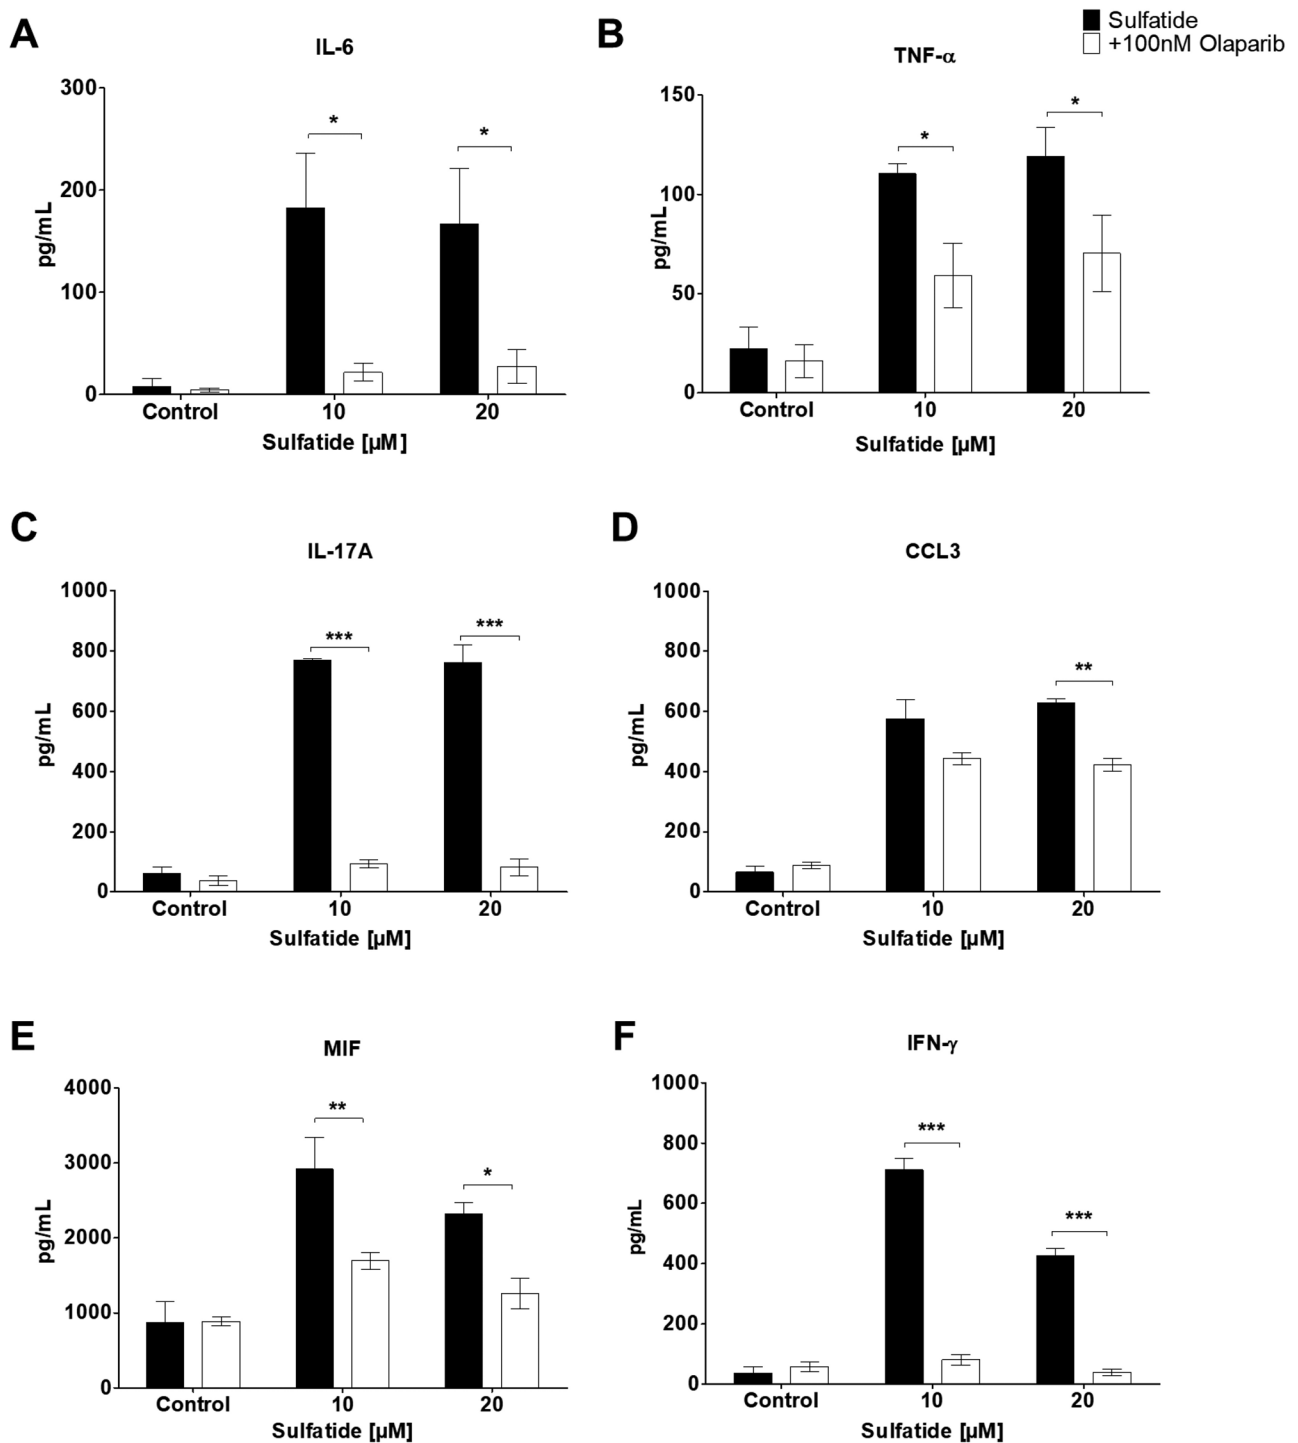 Sulfatide
+100nM Olaparib
A
IL-6
300
200
100
0
pg/mL
*
*
Control 10 20
Sulfatide [µM]
B
TNF-α
150
100
50
0
pg/mL
*
*
Control 10 20
Sulfatide [µM]
C
IL-17A
1000
800
600
400
200
0
pg/mL
***
***
Control 10 20
Sulfatide [µM]
D
CCL3
1000
800
600
400
200
0
pg/mL
**
Control 10 20
Sulfatide [µM]
E
MIF
4000
3000
2000
1000
0
pg/mL
**
*
Control 10 20
Sulfatide [µM]
F
IFN-γ
1000
800
600
400
200
0
pg/mL
***
***
Control 10 20
Sulfatide [µM]